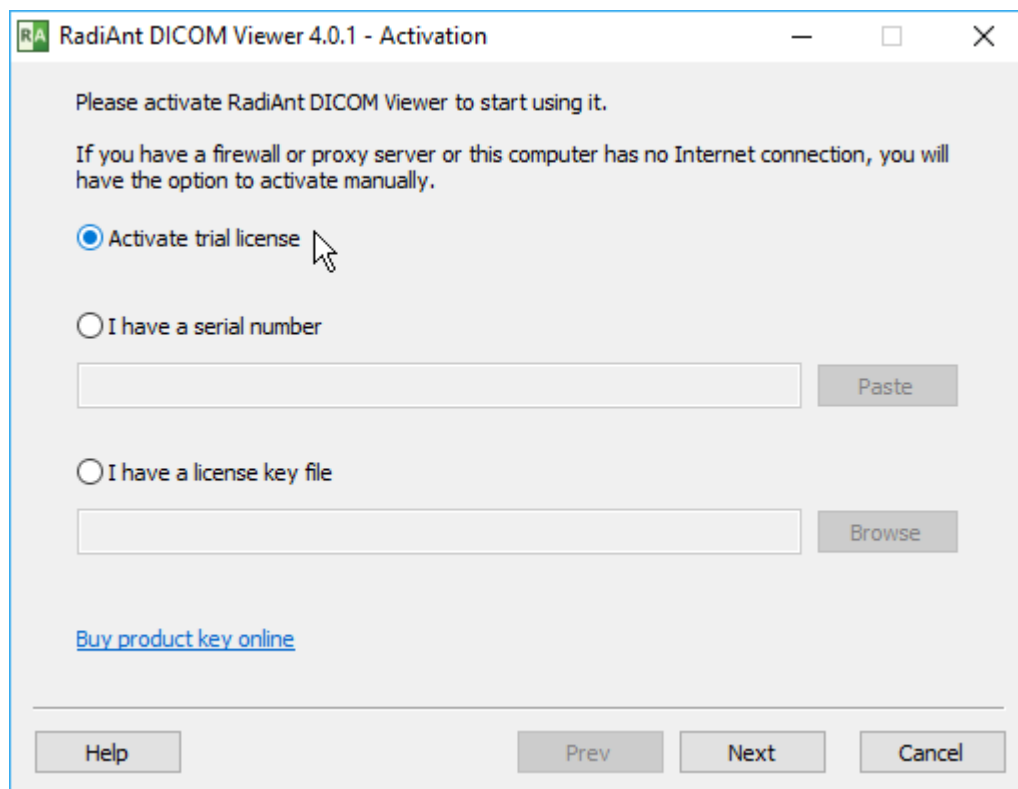 RA RadiAnt DICOM Viewer 4.0.1 - Activation
Please activate RadiAnt DICOM Viewer to start using it.
If you have a firewall or proxy server or this computer has no Internet connection, you will
have the option to activate manually.
Activate trial license
I have a serial number
Paste
I have a license key file
Browse
Buy product key online
Help Prev Next Cancel